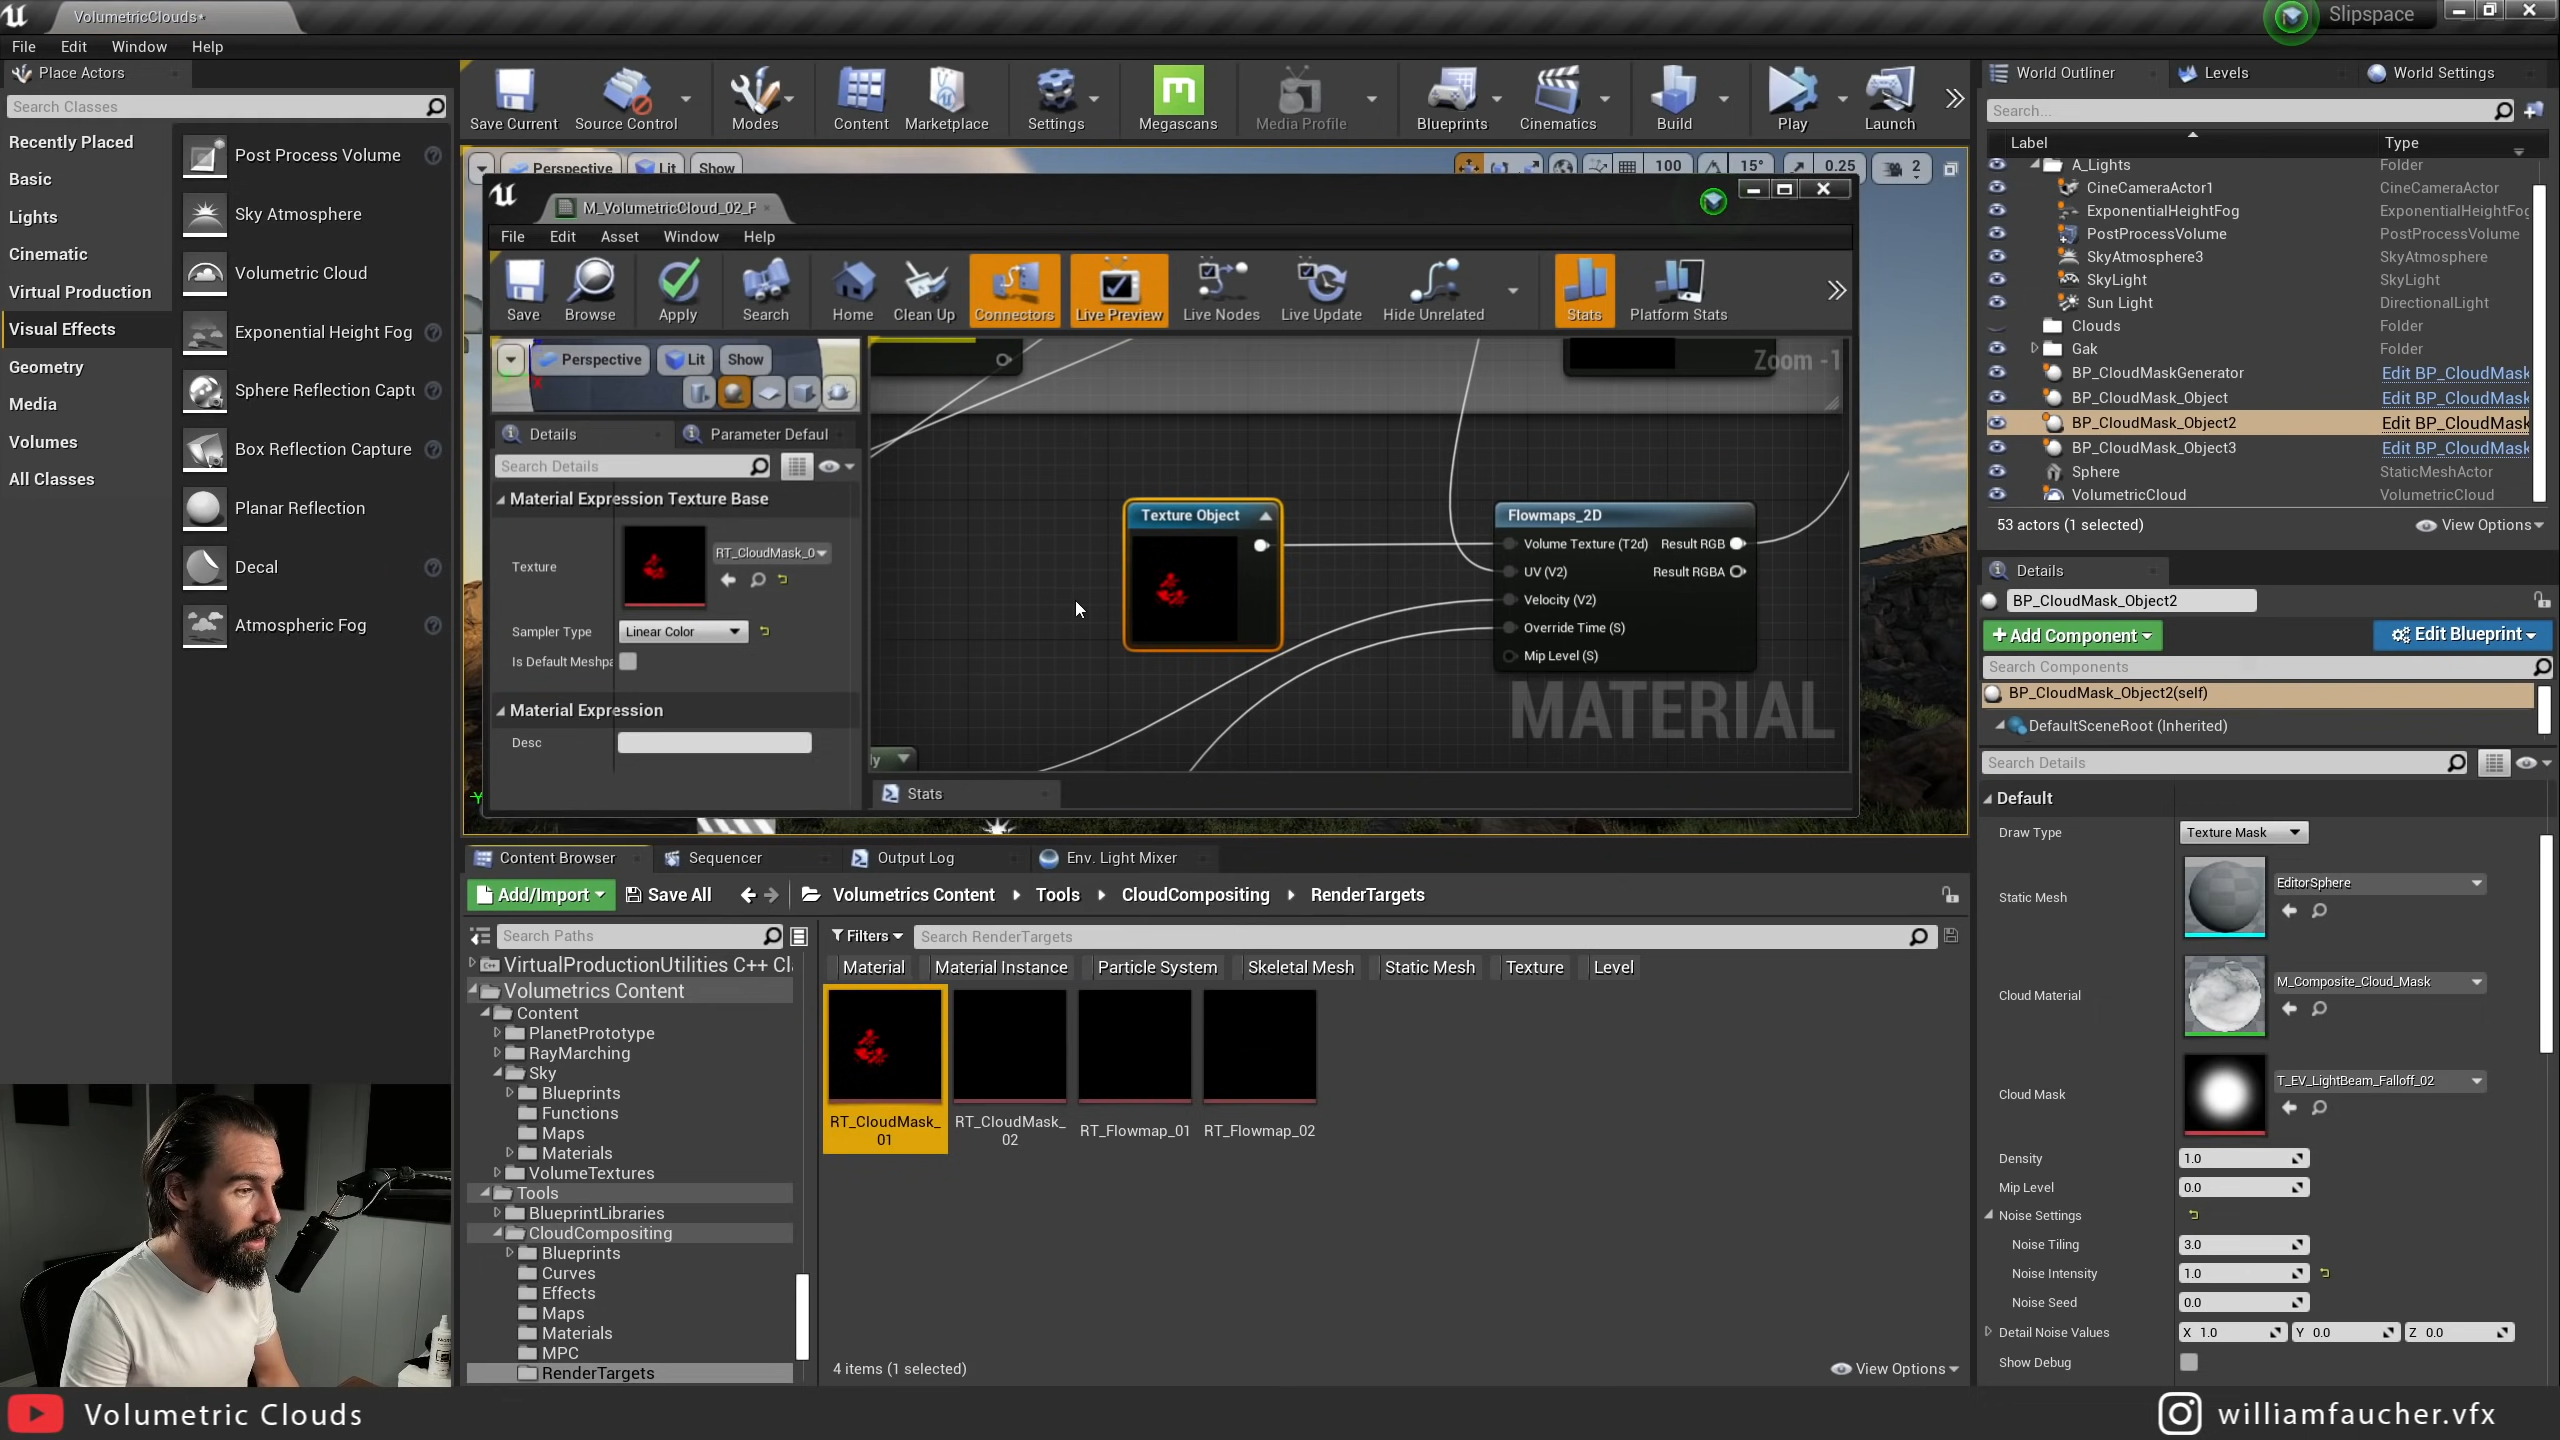 VolumetricClouds*
Slipspace
File Edit Window Help
Place Actors
Search Classes
Recently Placed
Basic
Lights
Cinematic
Virtual Production
Visual Effects
Geometry
Media
Volumes
All Classes
Post Process Volume
Sky Atmosphere
Volumetric Cloud
Exponential Height Fog
Sphere Reflection Captu
Box Reflection Capture
Planar Reflection
Decal
Atmospheric Fog
Save Current Source Control Modes Content Marketplace Settings Megascans Media Profile Blueprints Cinematics Build Play Launch
Perspective Lit Show
100 15° 0.25 2
M_VolumetricCloud_02_P
File Edit Asset Window Help
Save Browse Apply Search Home Clean Up Connectors Live Preview Live Nodes Live Update Hide Unrelated Stats Platform Stats
Perspective Lit Show
Zoom -1
Details Parameter Defaul
Search Details
Material Expression Texture Base
Texture RT_CloudMask_0
Sampler Type Linear Color
Is Default Meshpa
Material Expression
Desc
Texture Object
Flowmaps_2D
Volume Texture (T2d) Result RGB
UV (V2) Result RGBA
Velocity (V2)
Override Time (S)
Mip Level (S)
MATERIAL
ly
Stats
World Outliner Levels World Settings
Search...
Label Type
A_Lights Folder
CineCameraActor1 CineCameraActor
ExponentialHeightFog ExponentialHeightFog
PostProcessVolume PostProcessVolume
SkyAtmosphere3 SkyAtmosphere
SkyLight SkyLight
Sun Light DirectionalLight
Clouds Folder
Gak Folder
BP_CloudMaskGenerator Edit BP_CloudMask
BP_CloudMask_Object Edit BP_CloudMask
BP_CloudMask_Object2 Edit BP_CloudMask
BP_CloudMask_Object3 Edit BP_CloudMask
Sphere StaticMeshActor
VolumetricCloud VolumetricCloud
53 actors (1 selected) View Options
Details
BP_CloudMask_Object2
+Add Component Edit Blueprint
Search Components
BP_CloudMask_Object2(self)
DefaultSceneRoot (Inherited)
Search Details
Default
Draw Type Texture Mask
Static Mesh EditorSphere
Cloud Material M_Composite_Cloud_Mask
Cloud Mask T_EV_LightBeam_Falloff_02
Density 1.0
Mip Level 0.0
Noise Settings
Noise Tiling 3.0
Noise Intensity 1.0
Noise Seed 0.0
Detail Noise Values X 1.0 Y 0.0 Z 0.0
Show Debug
Content Browser Sequencer Output Log Env. Light Mixer
Add/Import Save All Volumetrics Content Tools CloudCompositing RenderTargets
Search Paths
Filters Search RenderTargets
Material Material Instance Particle System Skeletal Mesh Static Mesh Texture Level
VirtualProductionUtilities C++ Cl
Volumetrics Content
Content
PlanetPrototype
RayMarching
Sky
Blueprints
Functions
Maps
Materials
VolumeTextures
Tools
BlueprintLibraries
CloudCompositing
Blueprints
Curves
Effects
Maps
Materials
MPC
RenderTargets
RT_CloudMask_
01
RT_CloudMask_
02
RT_Flowmap_01
RT_Flowmap_02
4 items (1 selected) View Options
Volumetric Clouds
williamfaucher.vfx